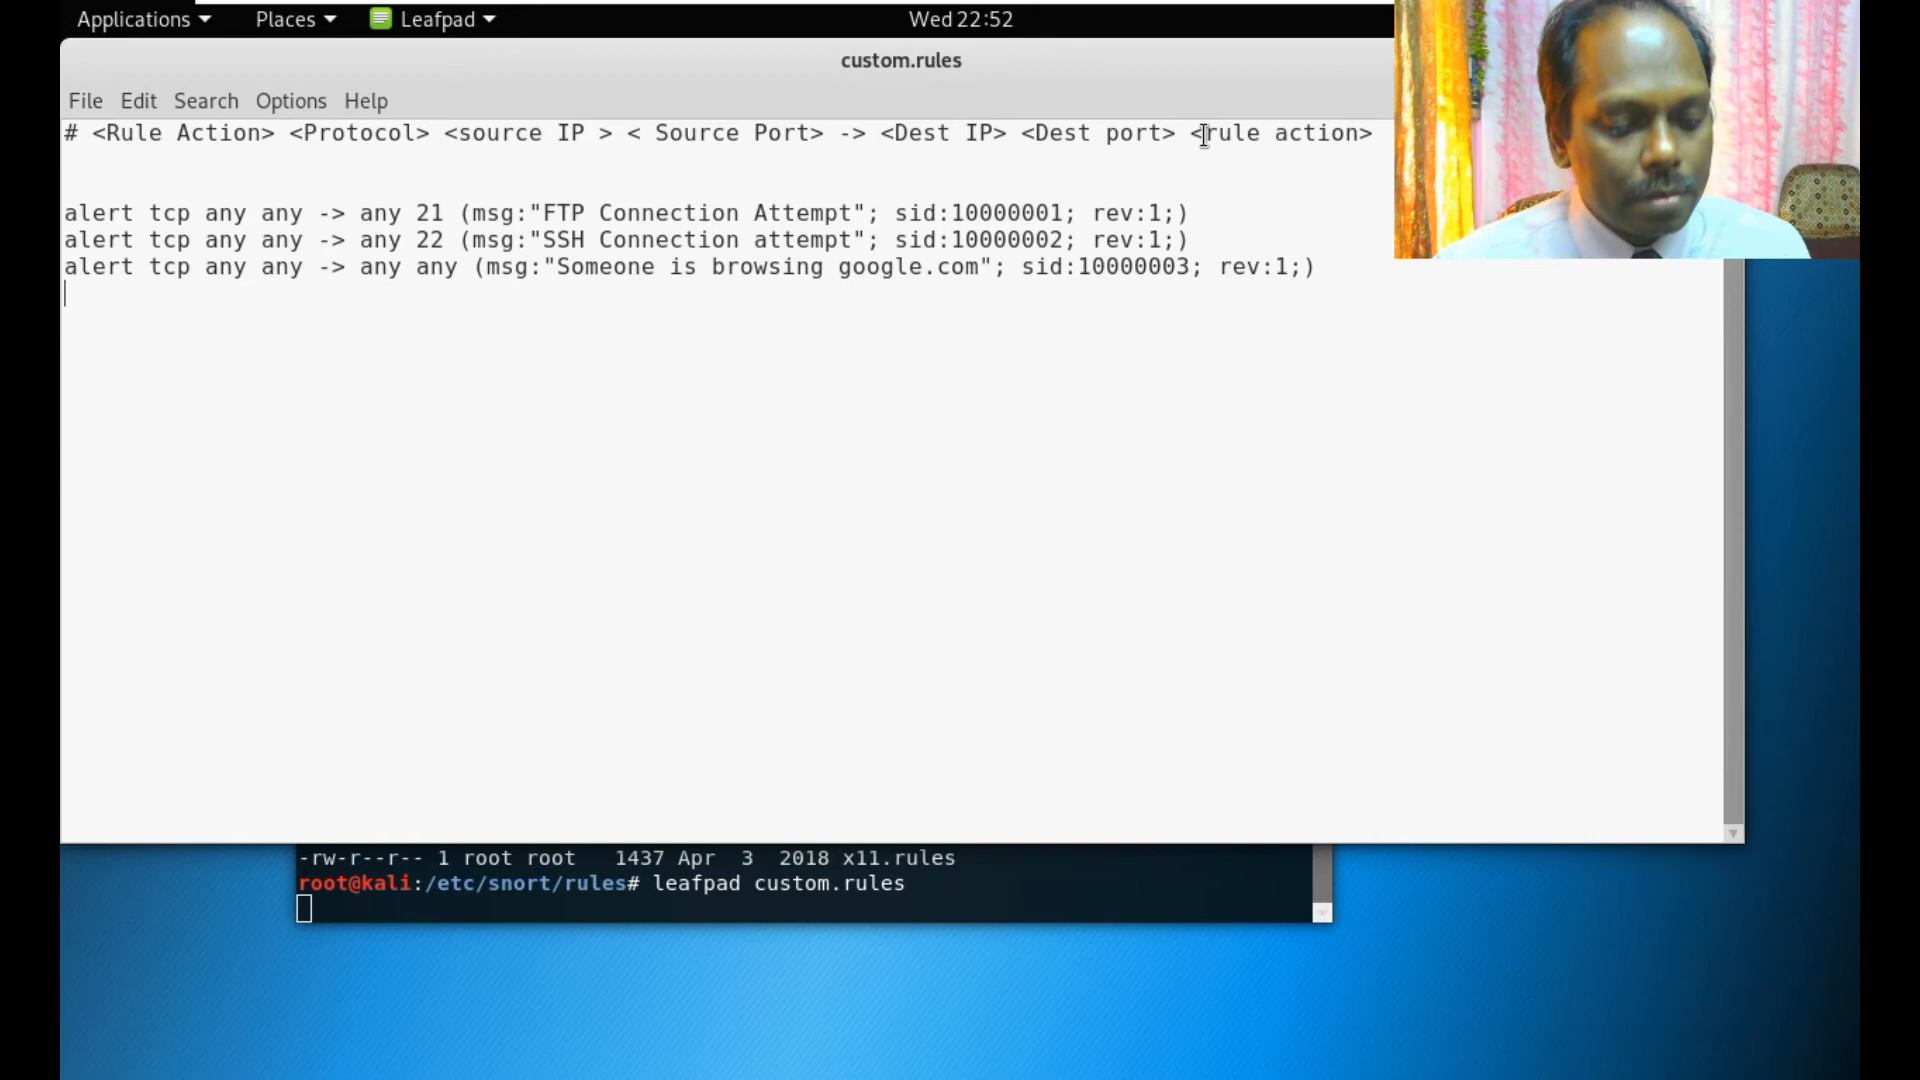 Applications Places Leafpad Wed 22:52
custom.rules
File Edit Search Options Help
# <Rule Action> <Protocol> <source IP > < Source Port> -> <Dest IP> <Dest port> <rule action>
alert tcp any any -> any 21 (msg:"FTP Connection Attempt"; sid:10000001; rev:1;)
alert tcp any any -> any 22 (msg:"SSH Connection attempt"; sid:10000002; rev:1;)
alert tcp any any -> any any (msg:"Someone is browsing google.com"; sid:10000003; rev:1;)
-rw-r--r-- 1 root root 1437 Apr 3 2018 x11.rules
root@kali:/etc/snort/rules# leafpad custom.rules